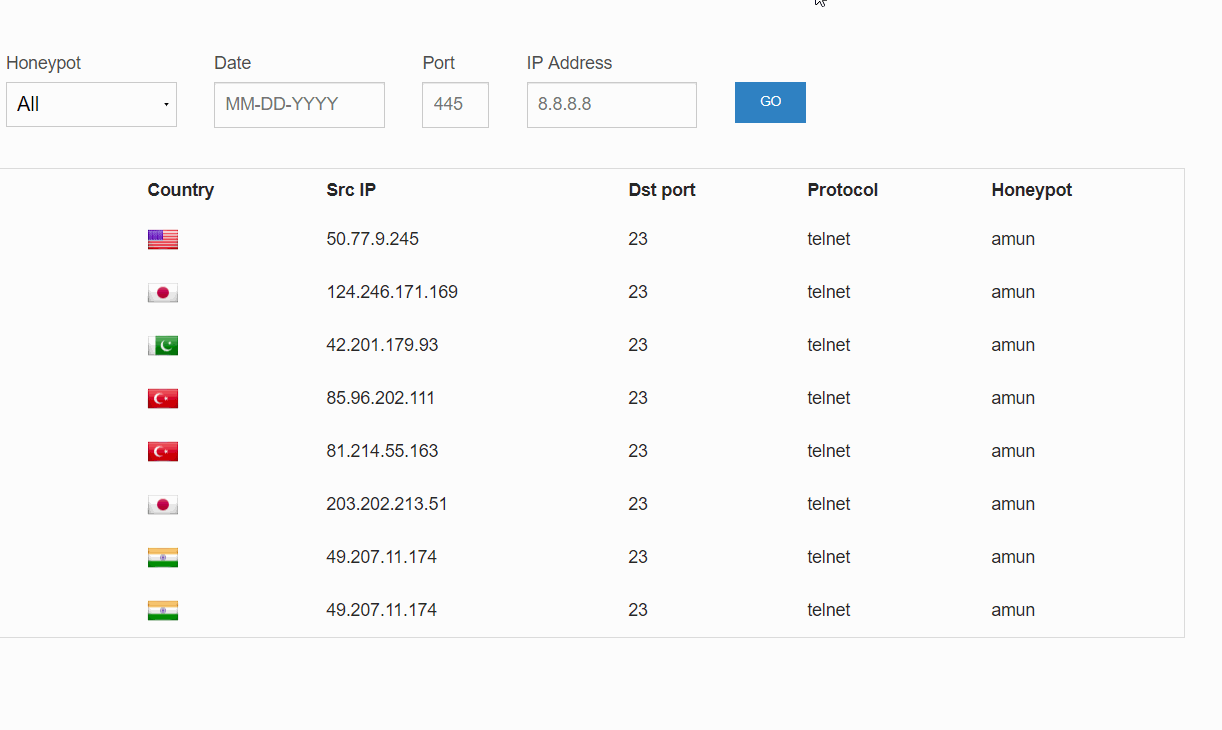 Honeypot Date Port IP Address
All MM-DD-YYYY 445 8.8.8.8 GO
Country Src IP Dst port Protocol Honeypot
50.77.9.245 23 telnet amun
124.246.171.169 23 telnet amun
42.201.179.93 23 telnet amun
85.96.202.111 23 telnet amun
81.214.55.163 23 telnet amun
203.202.213.51 23 telnet amun
49.207.11.174 23 telnet amun
49.207.11.174 23 telnet amun